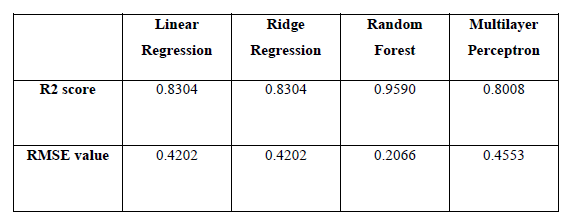 Linear Regression Ridge Regression Random Forest Multilayer Perceptron
R2 score 0.8304 0.8304 0.9590 0.8008
RMSE value 0.4202 0.4202 0.2066 0.4553